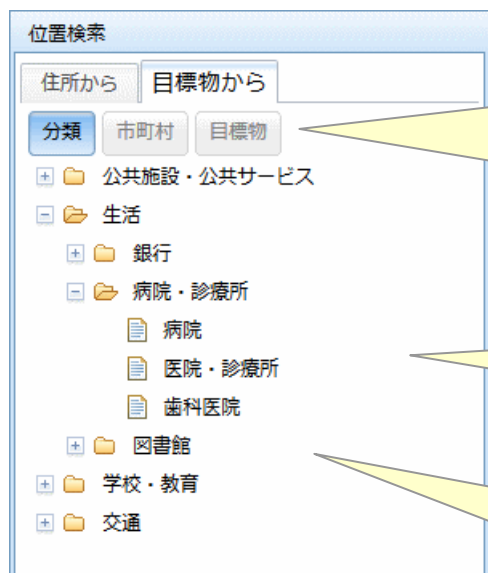 位置検索
住所から 目標物から
分類 市町村 目標物
公共施設・公共サービス
生活
銀行
病院・診療所
病院
医院・診療所
歯科医院
図書館
学校・教育
交通